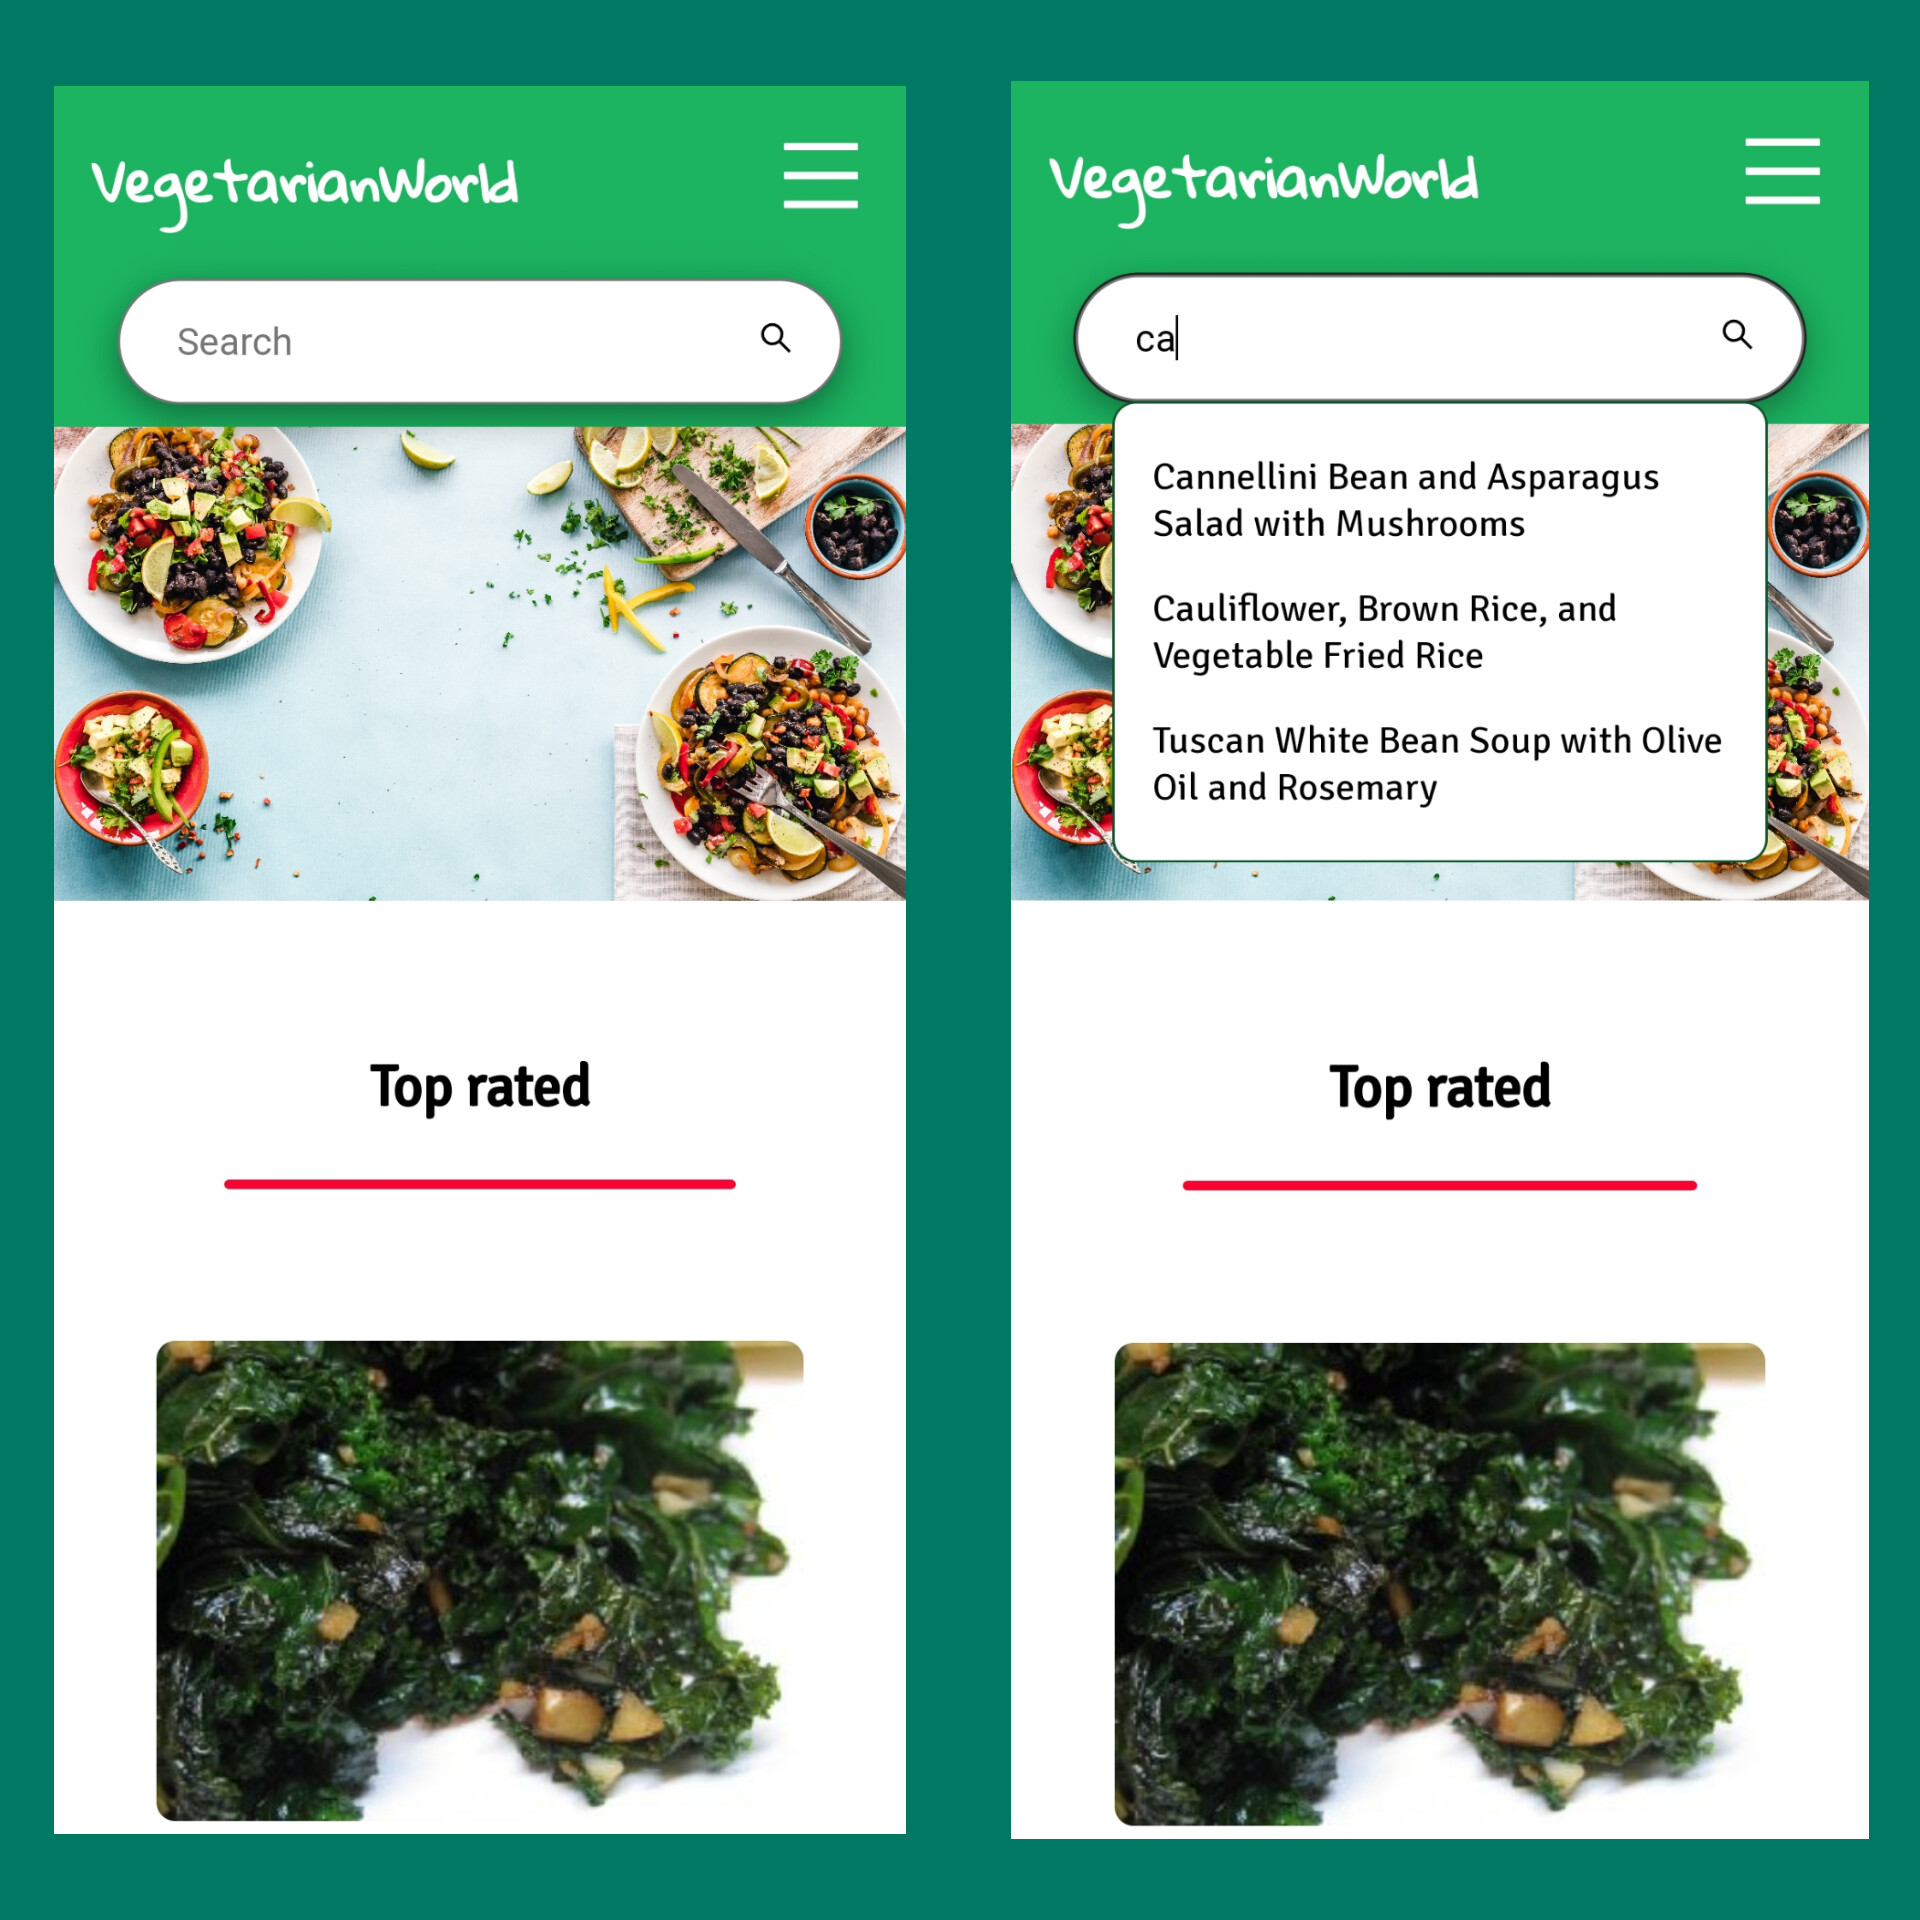 VegetarianWorld
Search
Top rated
VegetarianWorld
ca
Cannellini Bean and Asparagus
Salad with Mushrooms
Cauliflower, Brown Rice, and
Vegetable Fried Rice
Tuscan White Bean Soup with Olive
Oil and Rosemary
Top rated